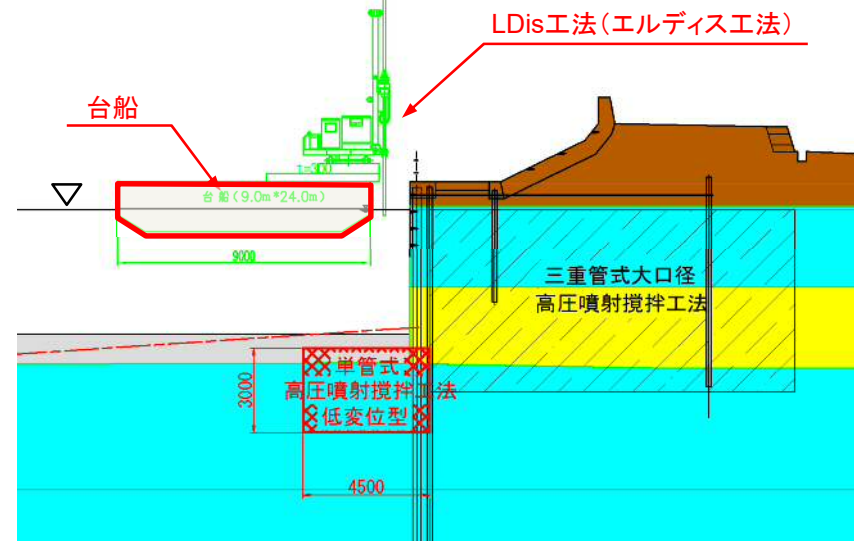 LDis工法(エルディス工法)
台船
t=300
台船(9.0m*24.0m)
9000
三重管式大口径
高圧噴射撹拌工法
単管式
高圧噴射撹拌工法
低変位型
3000
4500